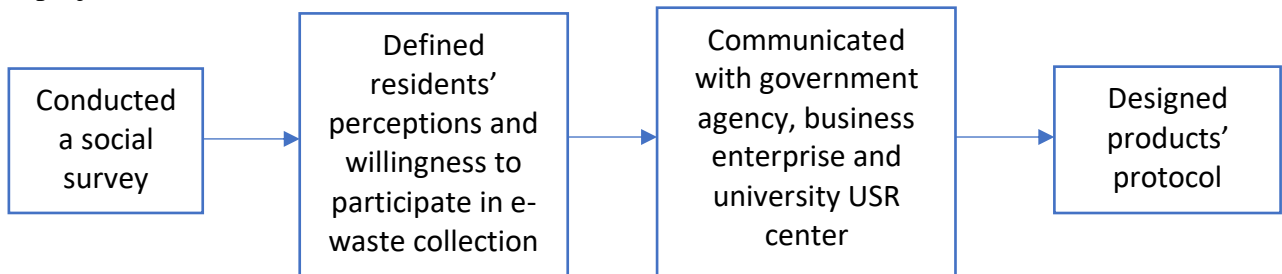 Conducted
a social
survey
Defined
residents’
perceptions and
willingness to
participate in e-
waste collection
Communicated
with government
agency, business
enterprise and
university USR
center
Designed
products’
protocol